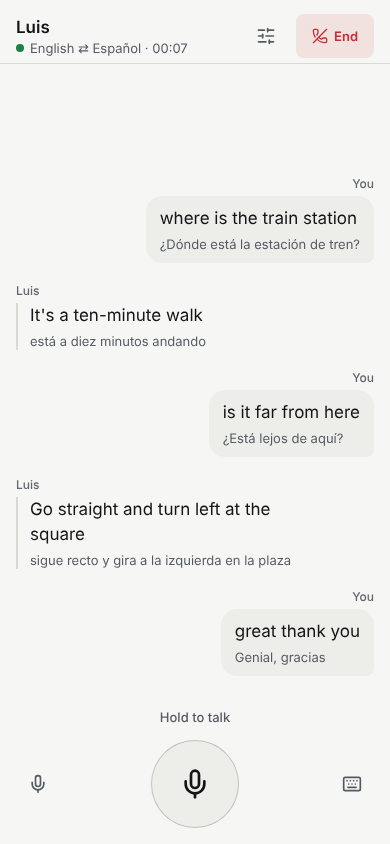 Luis
English ⇄ Español · 00:07
End
You
where is the train station
¿Dónde está la estación de tren?
Luis
It's a ten-minute walk
está a diez minutos andando
You
is it far from here
¿Está lejos de aquí?
Luis
Go straight and turn left at the
square
sigue recto y gira a la izquierda en la plaza
You
great thank you
Genial, gracias
Hold to talk